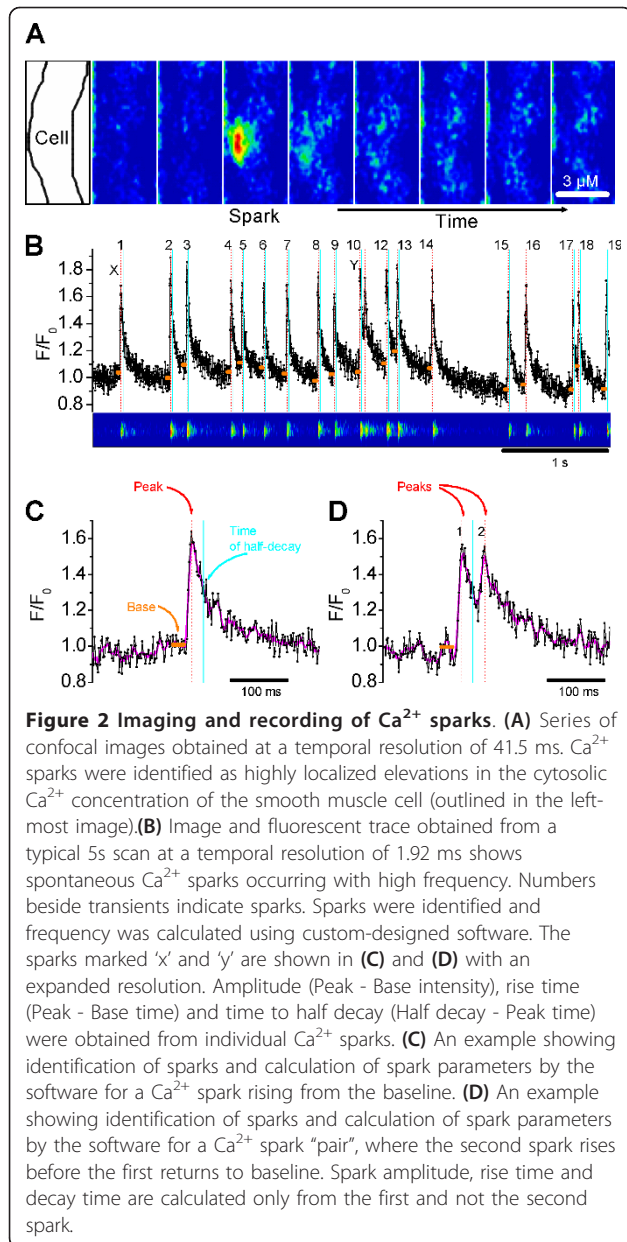 A
Cell
3 µM
Spark
Time
B
1 2 3 4 5 6 7 8 9 10 12 13 14 15 16 17 18 19
X
Y
F/F0
1.8
1.6
1.4
1.2
1.0
0.8
1 s
C
Peak
Time
of half-decay
Base
F/F0
1.6
1.4
1.2
1.0
0.8
100 ms
D
Peaks
1 2
F/F0
1.6
1.4
1.2
1.0
0.8
100 ms
Figure 2 Imaging and recording of Ca2+ sparks. (A) Series of
confocal images obtained at a temporal resolution of 41.5 ms. Ca2+
sparks were identified as highly localized elevations in the cytosolic
Ca2+ concentration of the smooth muscle cell (outlined in the left-
most image).(B) Image and fluorescent trace obtained from a
typical 5s scan at a temporal resolution of 1.92 ms shows
spontaneous Ca2+ sparks occurring with high frequency. Numbers
beside transients indicate sparks. Sparks were identified and
frequency was calculated using custom-designed software. The
sparks marked ‘x’ and ‘y’ are shown in (C) and (D) with an
expanded resolution. Amplitude (Peak - Base intensity), rise time
(Peak - Base time) and time to half decay (Half decay - Peak time)
were obtained from individual Ca2+ sparks. (C) An example showing
identification of sparks and calculation of spark parameters by the
software for a Ca2+ spark rising from the baseline. (D) An example
showing identification of sparks and calculation of spark parameters
by the software for a Ca2+ spark “pair”, where the second spark rises
before the first returns to baseline. Spark amplitude, rise time and
decay time are calculated only from the first and not the second
spark.